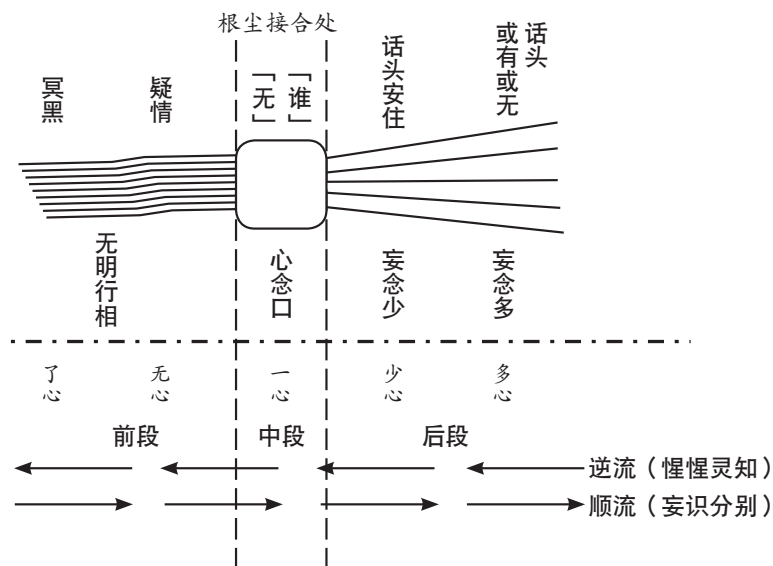 根尘接合处
冥黑
疑情
「无」
「谁」
话头安住
话头
或有或无
无明行相
心念口
妄念少
妄念多
了心
无心
一心
少心
多心
前段
中段
后段
逆流（惺惺灵知）
顺流（妄识分别）